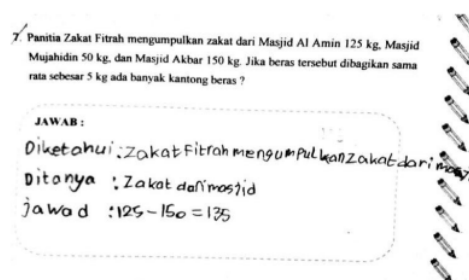 7. Panitia Zakat Fitrah mengumpulkan zakat dari Masjid Al Amin 125 kg, Masjid
Mujahidin 50 kg, dan Masjid Akbar 150 kg. Jika beras tersebut dibagikan sama
rata sebesar 5 kg ada banyak kantong beras ?
JAWAB :
Diketahui : Zakat Fitrah mengumpulkan zakat dari
Ditanya : Zakat dari masjid
jawad : 125 - 150 = 135